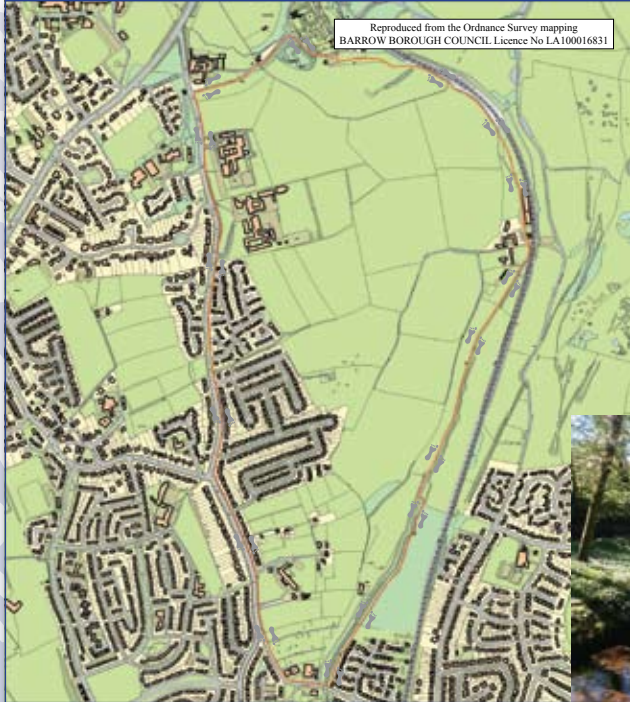 Reproduced from the Ordnance Survey mapping
BARROW BOROUGH COUNCIL Licence No LA100016831